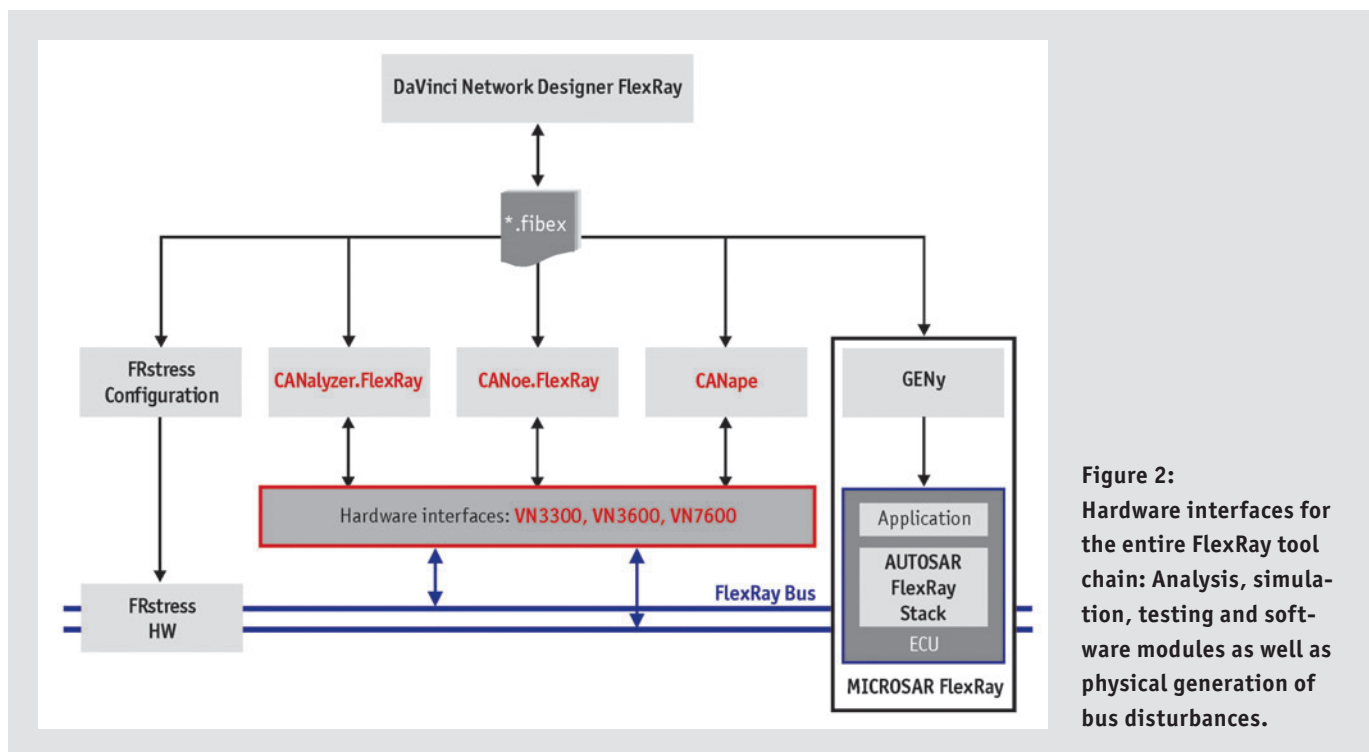 DaVinci Network Designer FlexRay
*.fibex
FRstress
Configuration
CANalyzer.FlexRay
CANoe.FlexRay
CANape
GENy
Hardware interfaces: VN3300, VN3600, VN7600
Application
AUTOSAR
FlexRay
Stack
ECU
FlexRay Bus
FRstress
HW
MICROSAR FlexRay
Figure 2:
Hardware interfaces for
the entire FlexRay tool
chain: Analysis, simula-
tion, testing and soft-
ware modules as well as
physical generation of
bus disturbances.